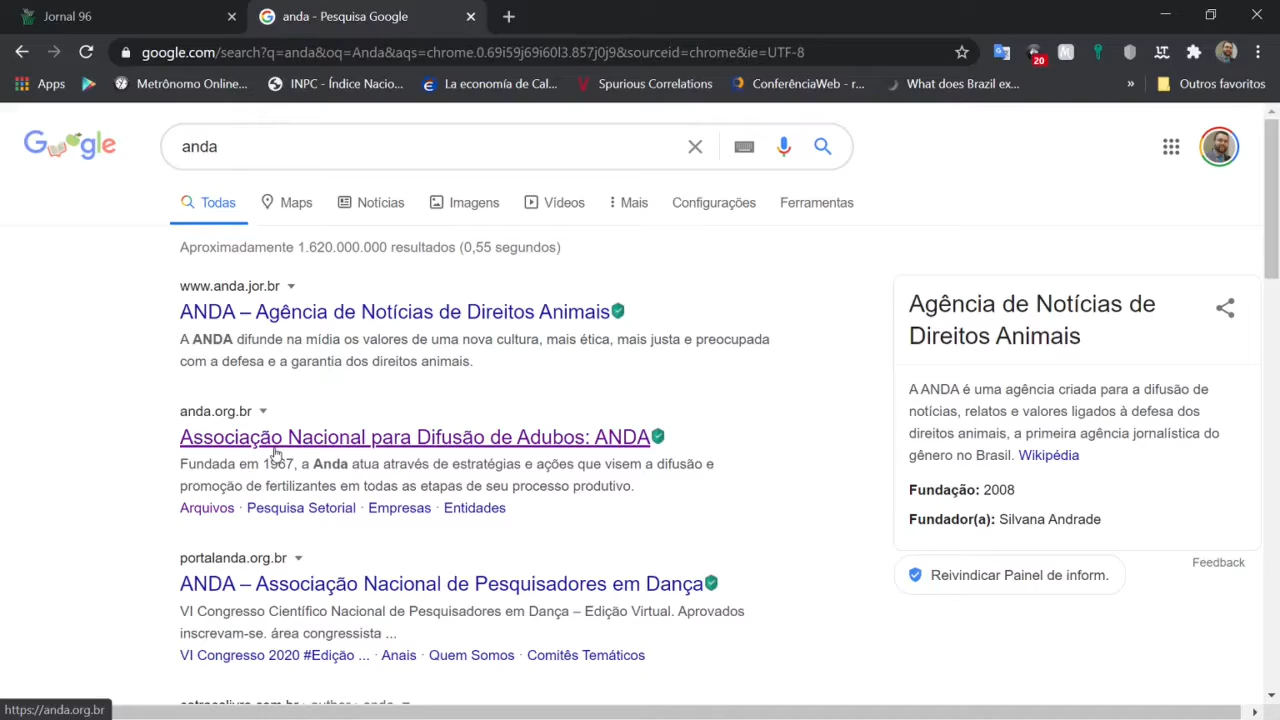 Jornal 96
anda - Pesquisa Google
google.com/search?q=anda&oq=Anda&aqs=chrome.0.69i59j69i60l3.857j0j9&sourceid=chrome&ie=UTF-8
20
Apps
Metrônomo Online...
INPC - Índice Nacio...
La economía de Cal...
Spurious Correlations
ConferênciaWeb - r...
What does Brazil ex...
»
Outros favoritos
Google
anda
Todas
Maps
Notícias
Imagens
Vídeos
Mais
Configurações
Ferramentas
Aproximadamente 1.620.000.000 resultados (0,55 segundos)
www.anda.jor.br
ANDA – Agência de Notícias de Direitos Animais
A ANDA difunde na mídia os valores de uma nova cultura, mais ética, mais justa e preocupada
com a defesa e a garantia dos direitos animais.
anda.org.br
Associação Nacional para Difusão de Adubos: ANDA
Fundada em 1967, a Anda atua através de estratégias e ações que visem a difusão e
promoção de fertilizantes em todas as etapas de seu processo produtivo.
Arquivos · Pesquisa Setorial · Empresas · Entidades
portalanda.org.br
ANDA – Associação Nacional de Pesquisadores em Dança
VI Congresso Científico Nacional de Pesquisadores em Dança – Edição Virtual. Aprovados
inscrevam-se. área congressista ...
VI Congresso 2020 #Edição ... · Anais · Quem Somos · Comitês Temáticos
Agência de Notícias de
Direitos Animais
A ANDA é uma agência criada para a difusão de
notícias, relatos e valores ligados à defesa dos
direitos animais, a primeira agência jornalística do
gênero no Brasil. Wikipédia
Fundação: 2008
Fundador(a): Silvana Andrade
Feedback
Reivindicar Painel de inform.
https://anda.org.br